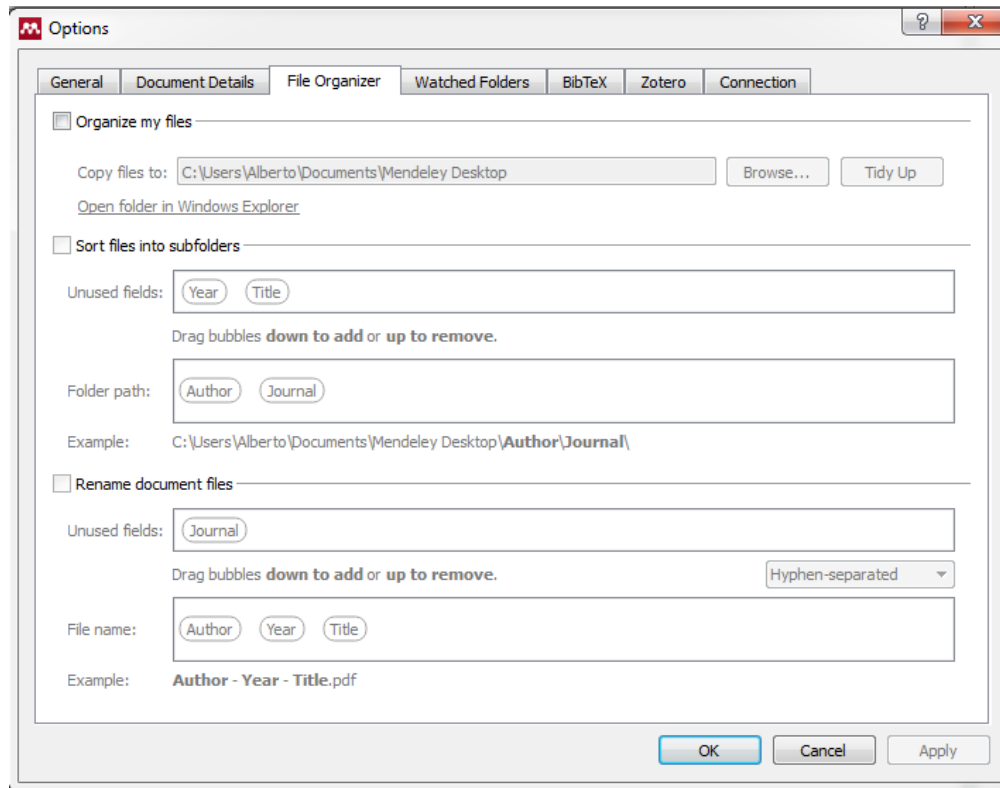 Options
General Document Details File Organizer Watched Folders BibTeX Zotero Connection
Organize my files
Copy files to: C:\Users\Alberto\Documents\Mendeley Desktop Browse... Tidy Up
Open folder in Windows Explorer
Sort files into subfolders
Unused fields: Year Title
Drag bubbles down to add or up to remove.
Folder path: Author Journal
Example: C:\Users\Alberto\Documents\Mendeley Desktop\Author\Journal\
Rename document files
Unused fields: Journal
Drag bubbles down to add or up to remove. Hyphen-separated
File name: Author Year Title
Example: Author - Year - Title.pdf
OK Cancel Apply